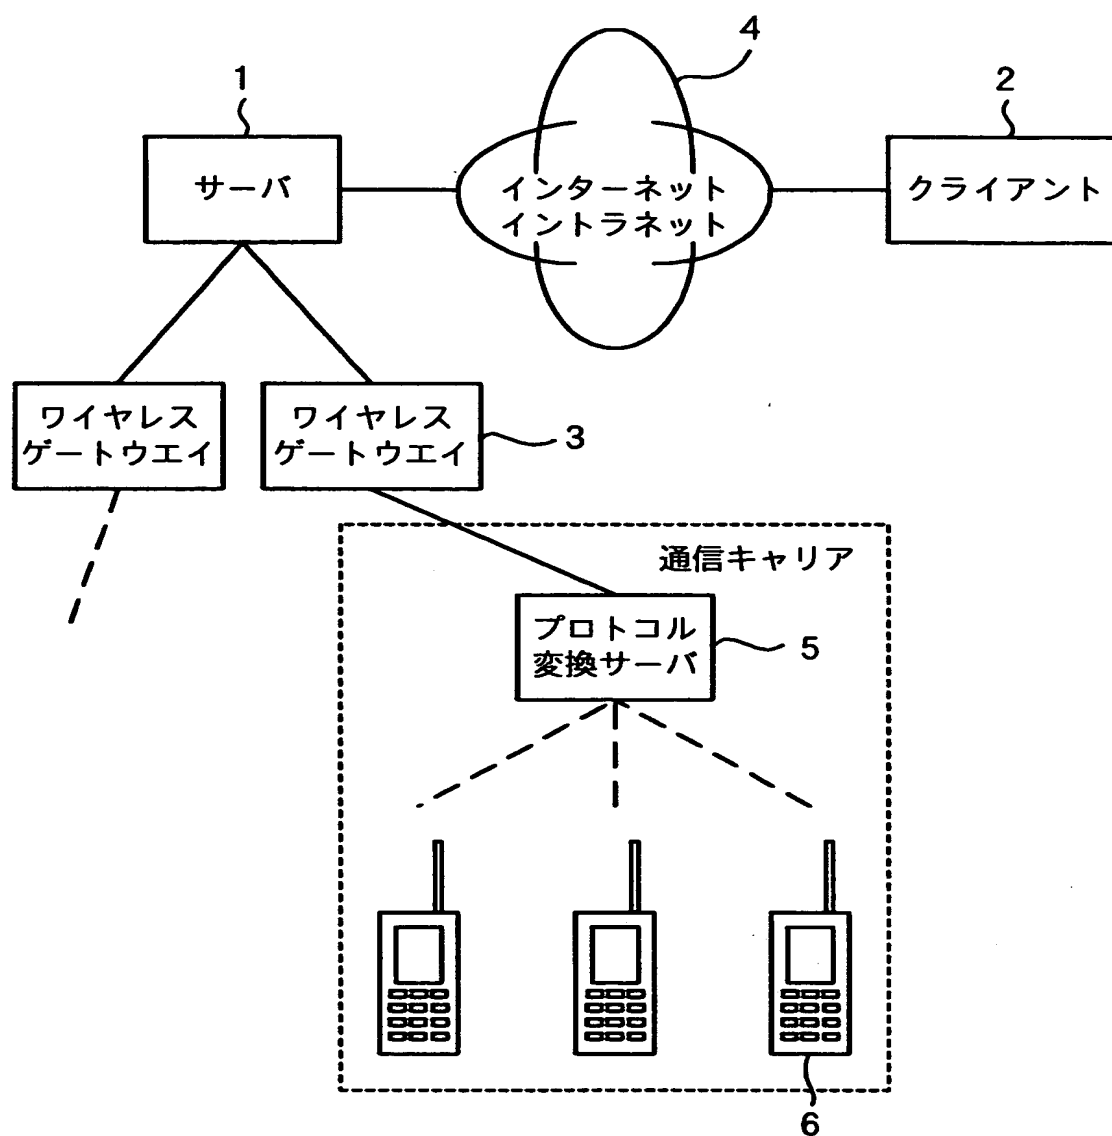 4
1
2
サーバ
インターネット
イントラネット
クライアント
ワイヤレス
ゲートウエイ
ワイヤレス
ゲートウエイ
3
通信キャリア
プロトコル
変換サーバ
5
6